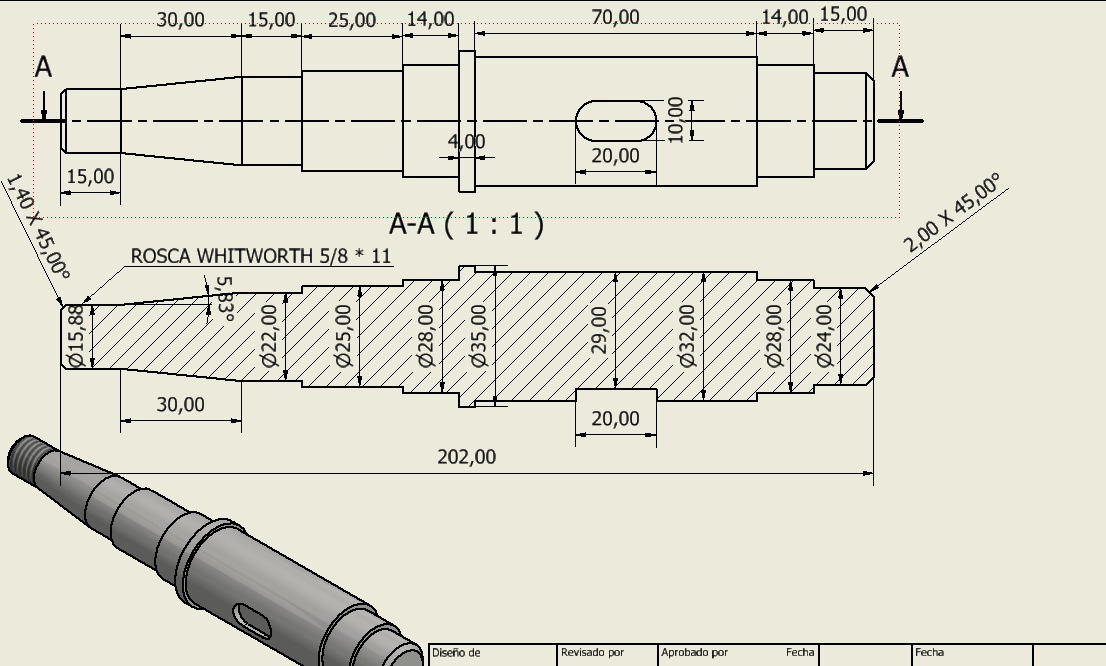 30,00 15,00 25,00 14,00 70,00 14,00 15,00
A A
4,00
10,00
20,00
15,00
A-A ( 1 : 1 )
1,40 X 45,00°
2,00 X 45,00°
ROSCA WHITWORTH 5/8 * 11
5,83°
Ø15,88 Ø22,00 Ø25,00 Ø28,00 Ø35,00 29,00 Ø32,00 Ø28,00 Ø24,00
30,00
20,00
202,00
Diseño de Revisado por Aprobado por Fecha Fecha